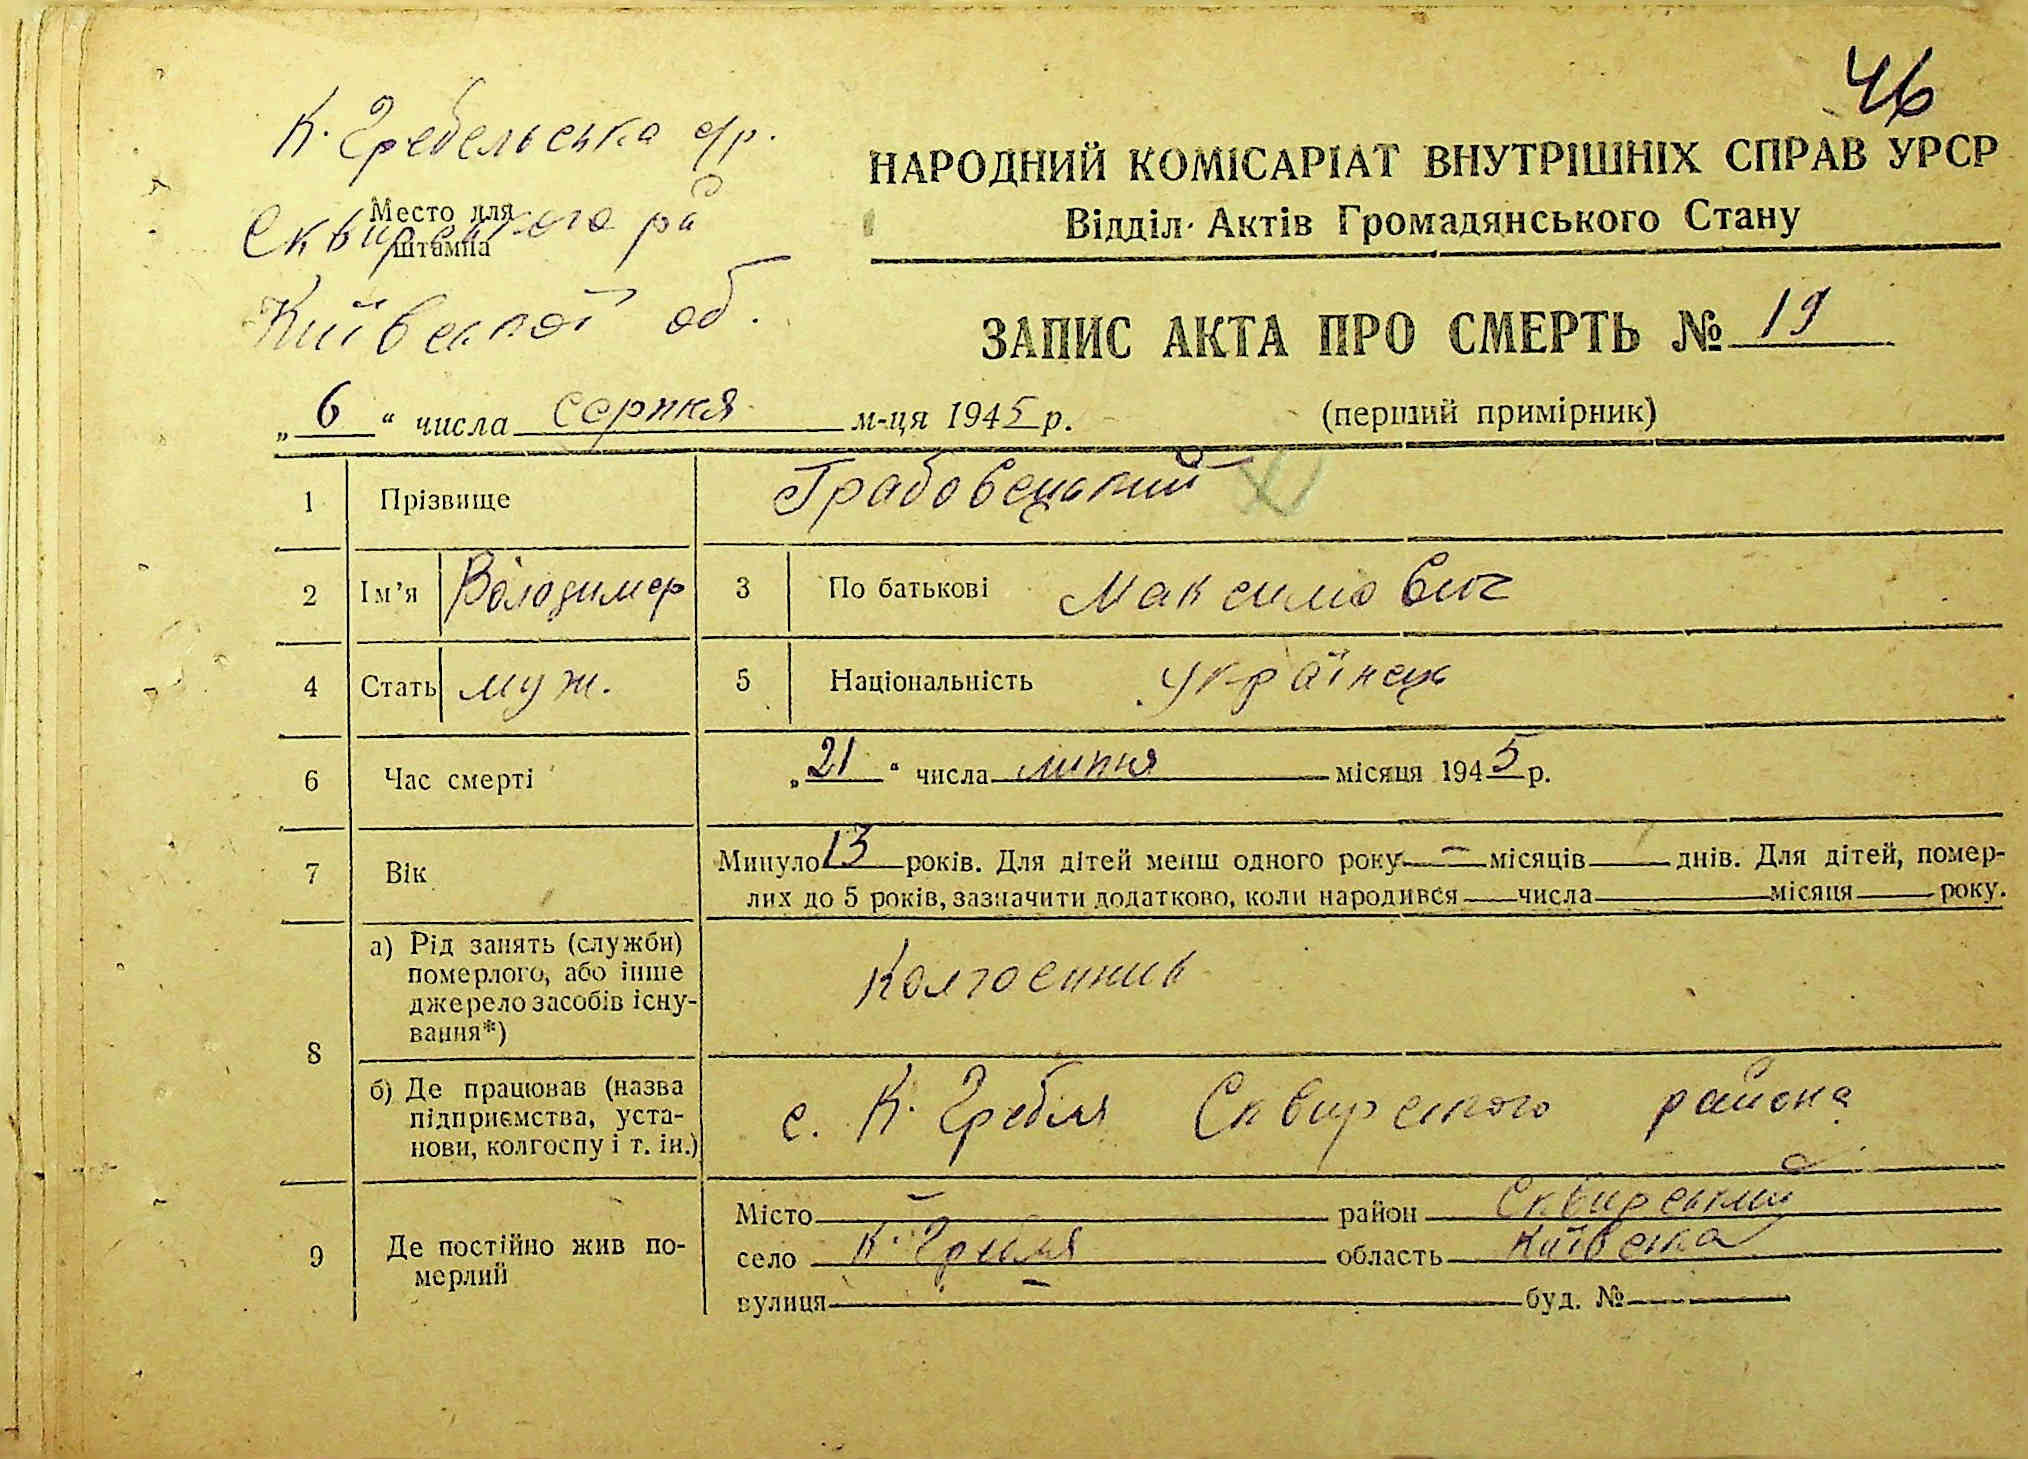 46
К. Гребельська с/р.
Место для
штампа
Сквирського р-й
Київської об.
НАРОДНИЙ КОМІСАРІАТ ВНУТРІШНІХ СПРАВ УРСР
Відділ Актів Громадянського Стану
ЗАПИС АКТА ПРО СМЕРТЬ № 19
„6“ числа серпня м-ця 1945 р.
(перший примірник)
1 Прізвище Грабовецький
2 Ім’я Володимер 3 По батькові Максимович
4 Стать муж. 5 Національність українець
6 Час смерті „21“ числа липня місяця 1945 р.
7 Вік Минуло 13 років. Для дітей менш одного року — місяців днів. Для дітей, помер-
лих до 5 років, зазначити додатково, коли народився числа місяця року.
8 а) Рід занять (служби)
померлого, або інше
джерело засобів існу-
вання*)
Колгоспник
б) Де працював (назва
підприємства, уста-
нови, колгоспу і т. ін.)
с. К. Гребля Сквирського района
9 Де постійно жив по-
мерлий
Місто — район Сквирський
село К. Гребля область Київська
вулиця — буд. №